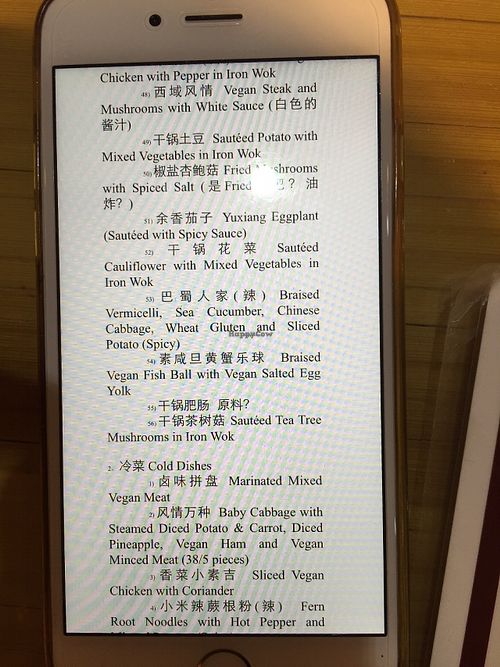 Chicken with Pepper in Iron Wok
48) 西域风情 Vegan Steak and
Mushrooms with White Sauce (白色的
酱汁)
49) 干锅土豆 Sautéed Potato with
Mixed Vegetables in Iron Wok
50) 椒盐杏鲍菇 Fried Mushrooms
with Spiced Salt (是 Fried 吧? 油
炸? )
51) 余香茄子 Yuxiang Eggplant
(Sautéed with Spicy Sauce)
52) 干锅花菜 Sautéed
Cauliflower with Mixed Vegetables in
Iron Wok
53) 巴蜀人家(辣) Braised
Vermicelli, Sea Cucumber, Chinese
Cabbage, Wheat Gluten and Sliced
Potato (Spicy)
HappyCow
54) 素咸旦黄蟹乐球 Braised
Vegan Fish Ball with Vegan Salted Egg
Yolk
55) 干锅肥肠 原料?
56) 干锅茶树菇 Sautéed Tea Tree
Mushrooms in Iron Wok
2. 冷菜 Cold Dishes
1) 卤味拼盘 Marinated Mixed
Vegan Meat
2) 风情万种 Baby Cabbage with
Steamed Diced Potato & Carrot, Diced
Pineapple, Vegan Ham and Vegan
Minced Meat (38/5 pieces)
3) 香菜小素吉 Sliced Vegan
Chicken with Coriander
4) 小米辣蕨根粉(辣) Fern
Root Noodles with Hot Pepper and